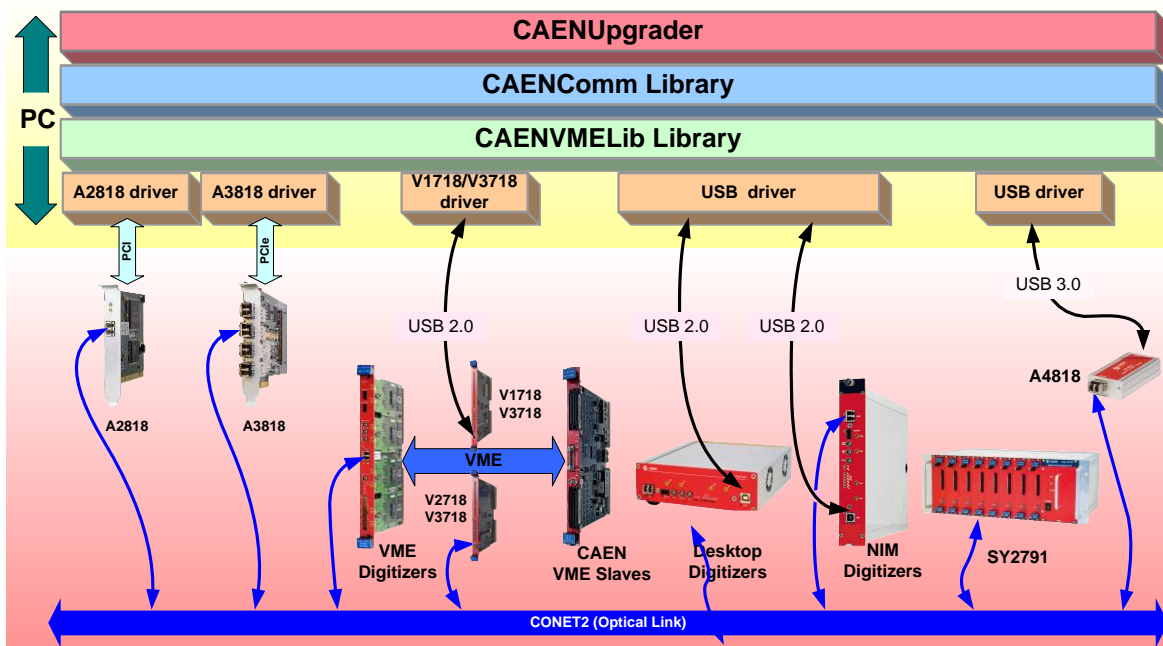 CAENUpgrader
CAENComm Library
PC
CAENVMELib Library
A2818 driver
A3818 driver
V1718/V3718
driver
USB driver
USB driver
PCI
PCIe
USB 3.0
USB 2.0
USB 2.0
USB 2.0
A4818
V1718
V3718
A2818
A3818
VME
V2718
V3718
VME
Digitizers
CAEN
VME Slaves
Desktop
Digitizers
NIM
Digitizers
SY2791
CONET2 (Optical Link)